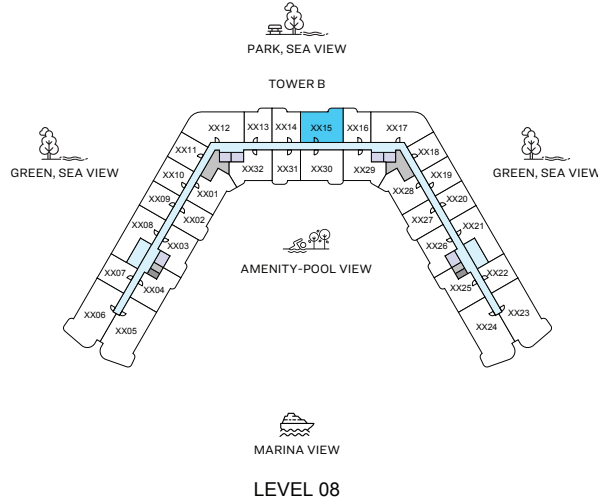 PARK, SEA VIEW
TOWER B
XX12
XX13
XX14
XX15
XX16
XX17
GREEN, SEA VIEW
GREEN, SEA VIEW
XX11
XX32
XX31
XX30
XX29
XX18
XX10
XX01
XX28
XX19
XX09
XX02
XX27
XX20
XX08
XX03
XX26
XX21
AMENITY-POOL VIEW
XX07
XX04
XX25
XX22
XX06
XX05
XX24
XX23
MARINA VIEW
LEVEL 08